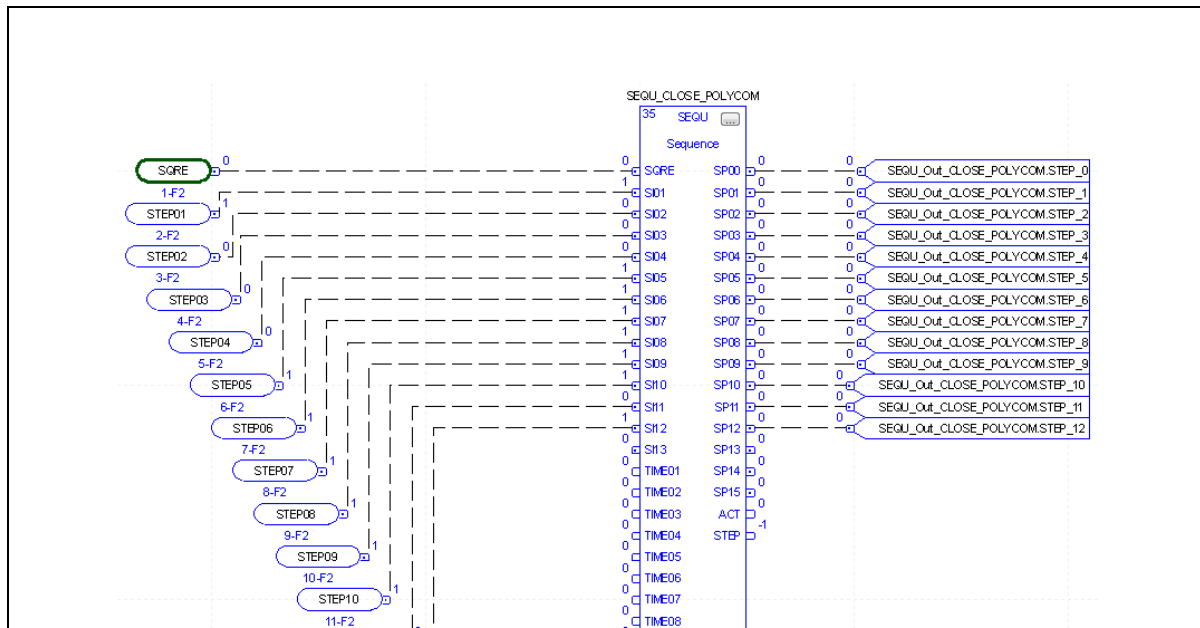 SEQU_CLOSE_POLYCOM
35 SEQU ...
Sequence
0 0 0 0
SQRE SQRE SP00 SEQU_Out_CLOSE_POLYCOM.STEP_0
1 0 0
1-F2 SI01 SP01 SEQU_Out_CLOSE_POLYCOM.STEP_1
1 0 0 0
STEP01 SI02 SP02 SEQU_Out_CLOSE_POLYCOM.STEP_2
0 0 0
2-F2 SI03 SP03 SEQU_Out_CLOSE_POLYCOM.STEP_3
0 0 0 0
STEP02 SI04 SP04 SEQU_Out_CLOSE_POLYCOM.STEP_4
1 0 0
3-F2 SI05 SP05 SEQU_Out_CLOSE_POLYCOM.STEP_5
0 1 0 0
STEP03 SI06 SP06 SEQU_Out_CLOSE_POLYCOM.STEP_6
1 0 0
4-F2 SI07 SP07 SEQU_Out_CLOSE_POLYCOM.STEP_7
0 1 0 0
STEP04 SI08 SP08 SEQU_Out_CLOSE_POLYCOM.STEP_8
1 0 0
5-F2 SI09 SP09 SEQU_Out_CLOSE_POLYCOM.STEP_9
1 1 0 0
STEP05 SI10 SP10 SEQU_Out_CLOSE_POLYCOM.STEP_10
1 0 0
6-F2 SI11 SP11 SEQU_Out_CLOSE_POLYCOM.STEP_11
1 1 0 0
STEP06 SI12 SP12 SEQU_Out_CLOSE_POLYCOM.STEP_12
0 0
7-F2 SI13 SP13
1 0 0
STEP07 TIME01 SP14
0 0
8-F2 TIME02 SP15
1 0 0
STEP08 TIME03 ACT
0 -1
9-F2 TIME04 STEP
1 0
STEP09 TIME05
0
10-F2 TIME06
1 0
STEP10 TIME07
0
11-F2 TIME08